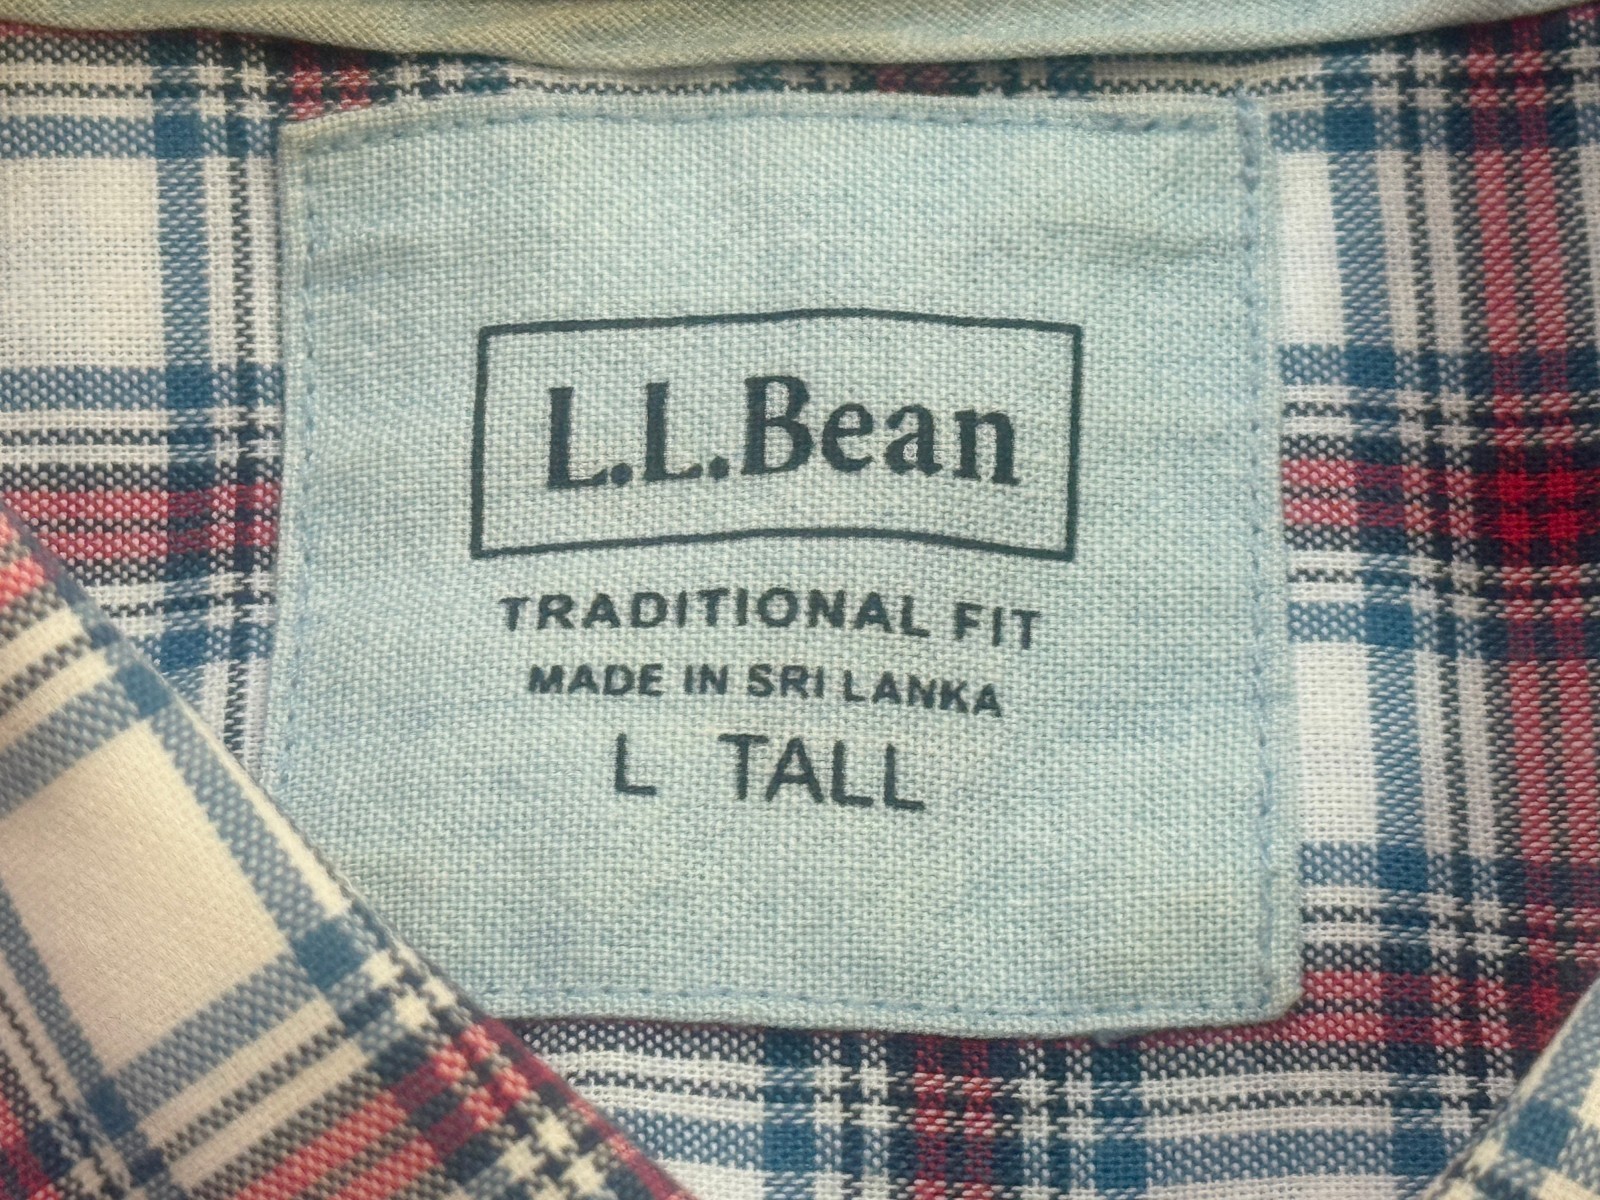 L.L.Bean
TRADITIONAL FIT
MADE IN SRI LANKA
L TALL